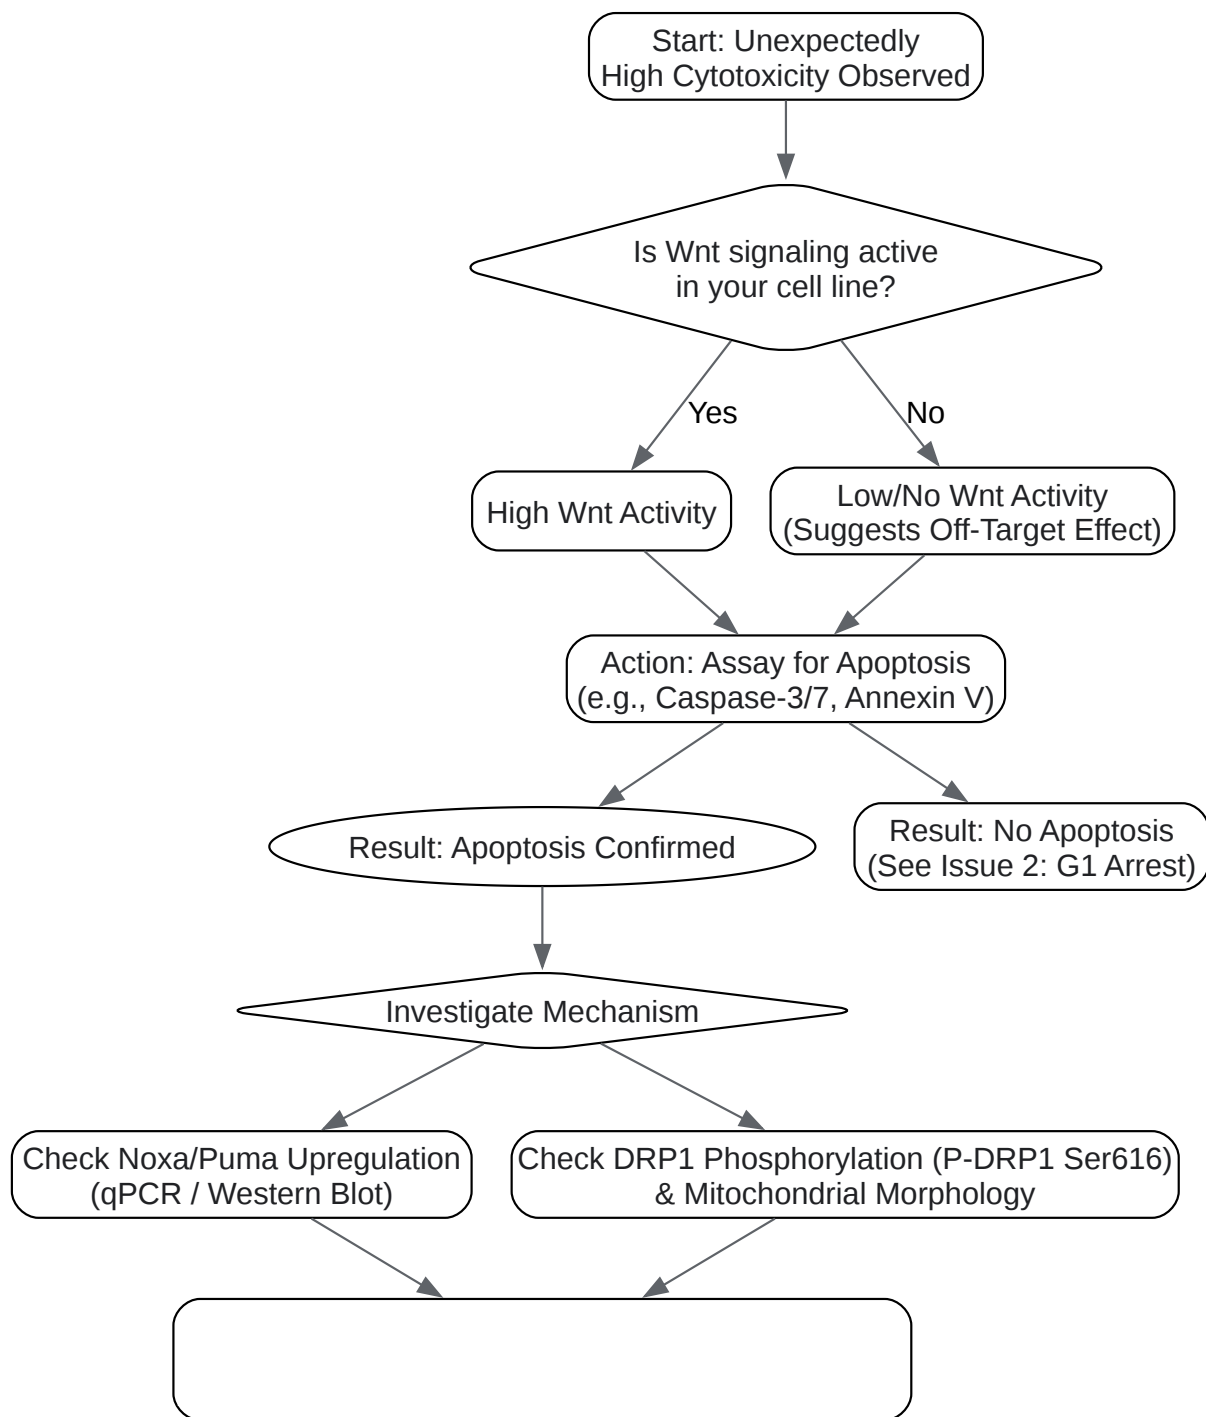 Start: Unexpectedly
High Cytotoxicity Observed
Is Wnt signaling active
in your cell line?
Yes
No
High Wnt Activity
Low/No Wnt Activity
(Suggests Off-Target Effect)
Action: Assay for Apoptosis
(e.g., Caspase-3/7, Annexin V)
Result: Apoptosis Confirmed
Result: No Apoptosis
(See Issue 2: G1 Arrest)
Investigate Mechanism
Check Noxa/Puma Upregulation
(qPCR / Western Blot)
Check DRP1 Phosphorylation (P-DRP1 Ser616)
& Mitochondrial Morphology